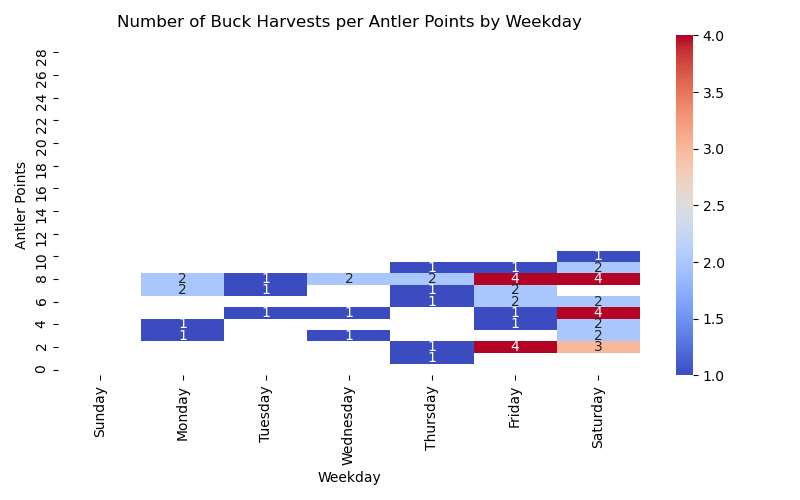 Number of Buck Harvests per Antler Points by Weekday
4.0
28
26
3.5
24
22
3.0
20
18
Antler Points
16
2.5
14
12
1
10
1 1 2
2.0
8
2 1 2 2 4 4
2 1 1 2
6
1 2 2
1 1 1 4
1.5
4
1 1 2
1 1 2
2
1 4 3
1
0
1.0
Sunday
Monday
Tuesday
Wednesday
Thursday
Friday
Saturday
Weekday